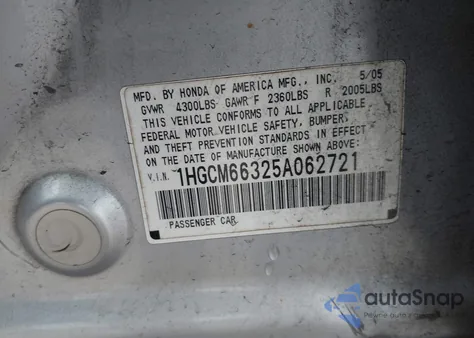 MFD. BY HONDA OF AMERICA MFG., INC. 5/05
GVWR 4300LBS GAWR F 2360LBS R 2005LBS
THIS VEHICLE CONFORMS TO ALL APPLICABLE
FEDERAL MOTOR VEHICLE SAFETY, BUMPER,
AND THEFT PREVENTION STANDARDS IN EFFECT
ON THE DATE OF MANUFACTURE SHOWN ABOVE.
V.I.N. 1HGCM66325A062721
PASSENGER CAR
autoSnap